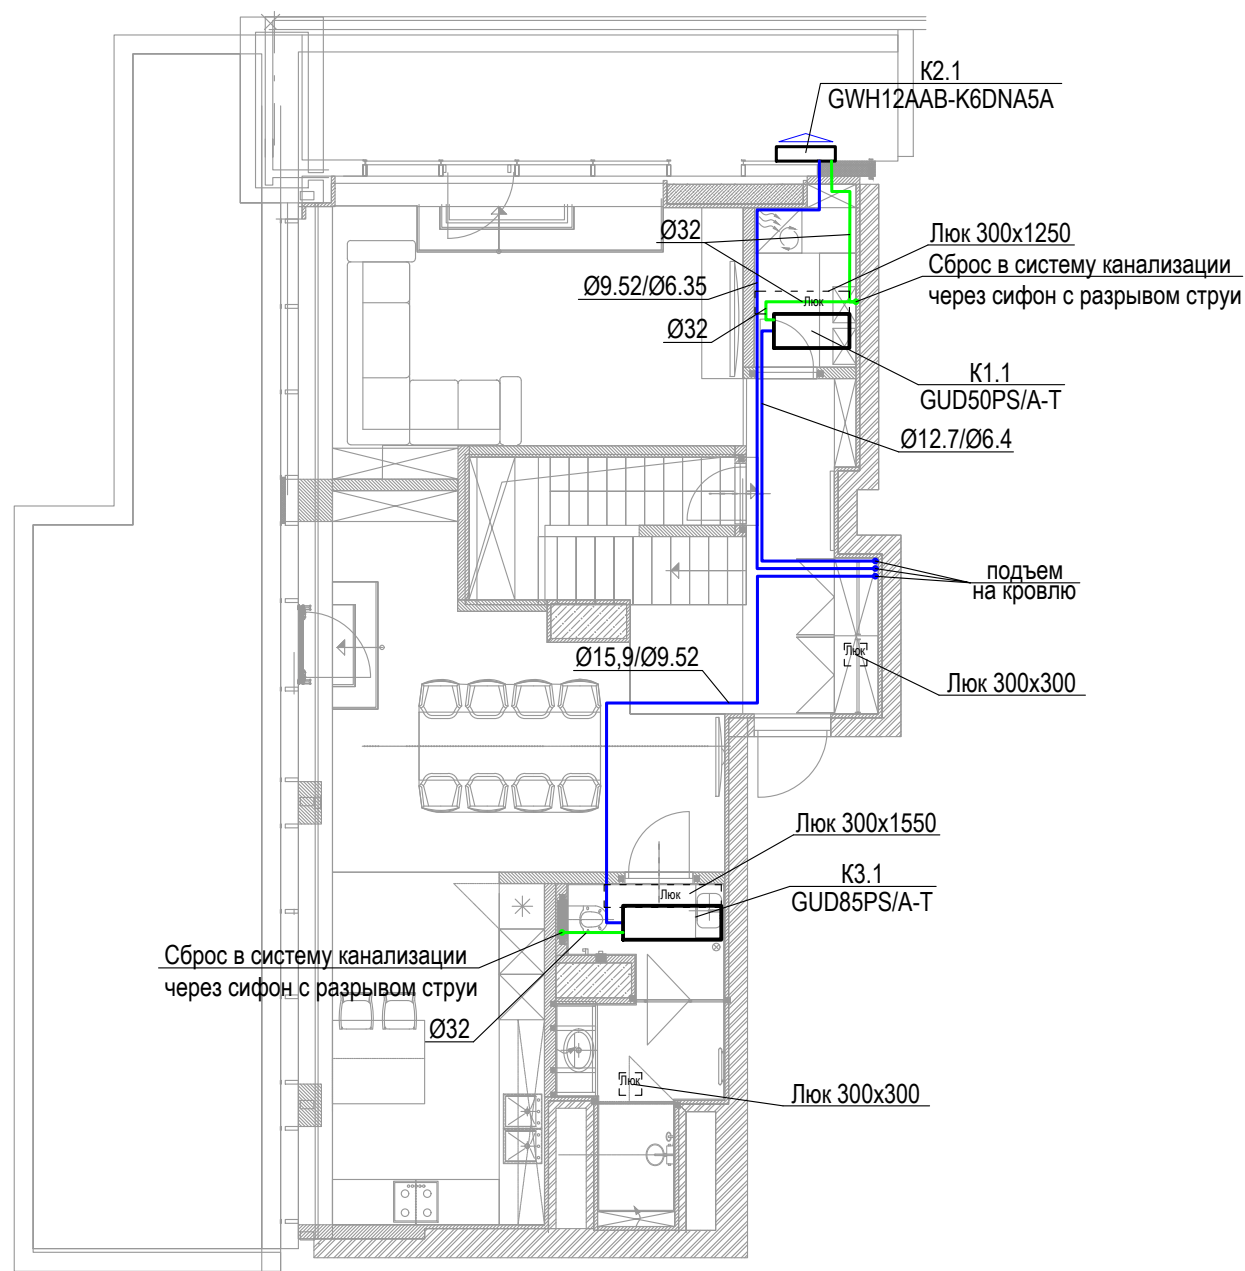 К2.1
GWH12AAB-K6DNA5A
Ø32
Люк 300х1250
Сброс в систему канализации
через сифон с разрывом струи
Ø9.52/Ø6.35
Люк
Ø32
К1.1
GUD50PS/A-T
Ø12.7/Ø6.4
подъем
на кровлю
Люк
Ø15,9/Ø9.52
Люк 300х300
Люк 300х1550
К3.1
GUD85PS/A-T
Люк
Сброс в систему канализации
через сифон с разрывом струи
Ø32
Люк
Люк 300х300